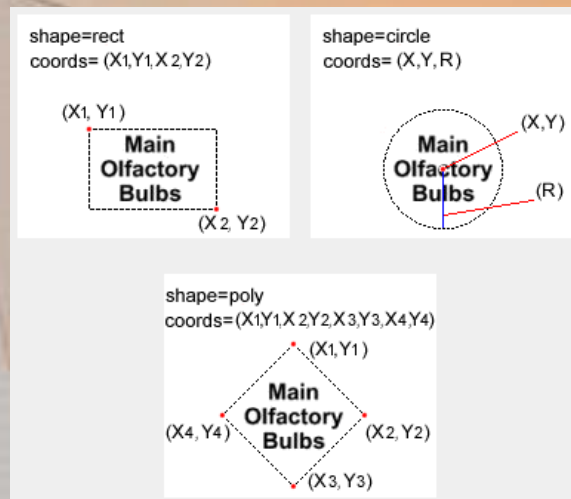 shape=rect
coords= (X1,Y1,X2,Y2)
(X1, Y1)
Main
Olfactory
Bulbs
(X2, Y2)
shape=circle
coords= (X,Y,R)
(X,Y)
Main
Olfactory
Bulbs
(R)
shape=poly
coords=(X1,Y1,X2,Y2,X3,Y3,X4,Y4)
(X1,Y1)
Main
Olfactory
Bulbs
(X4,Y4)
(X2,Y2)
(X3,Y3)